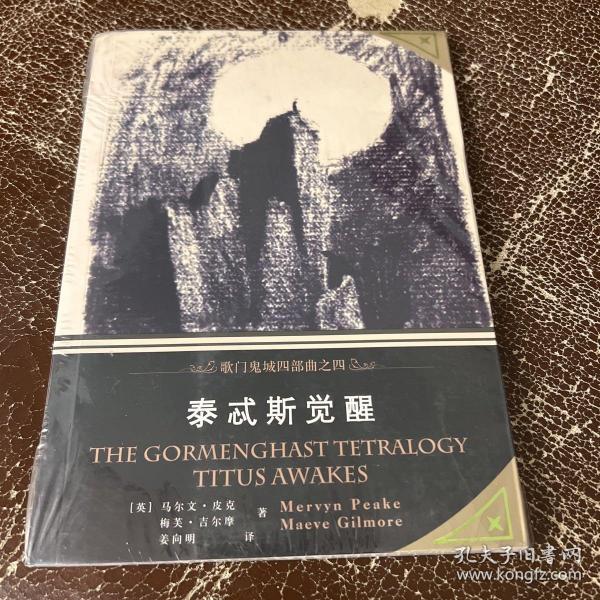 歌门鬼城四部曲之四
泰忒斯觉醒
THE GORMENGHAST TETRALOGY
TITUS AWAKES
[英] 马尔文·皮克
梅芙·吉尔摩 著
姜向明 译
Mervyn Peake
Maeve Gilmore
孔夫子旧书网
www.kongfz.com